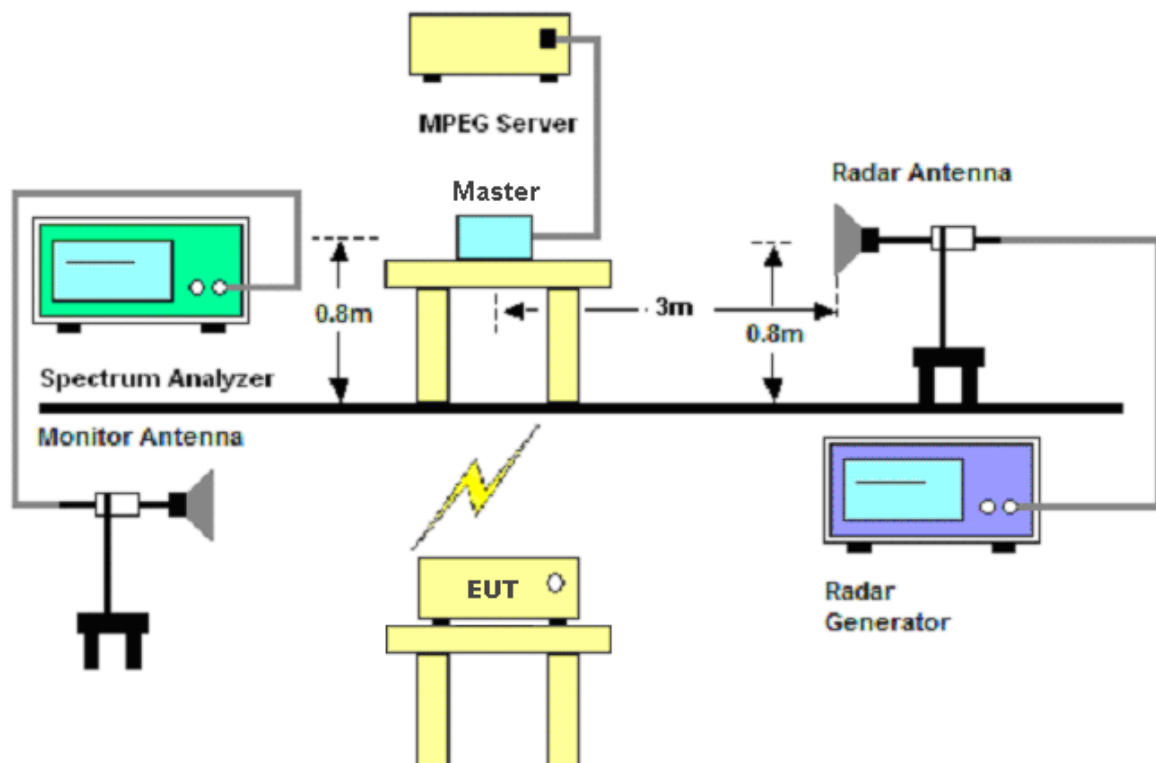 MPEG Server
Master
Radar Antenna
0.8m
3m
0.8m
Spectrum Analyzer
Monitor Antenna
EUT
Radar
Generator